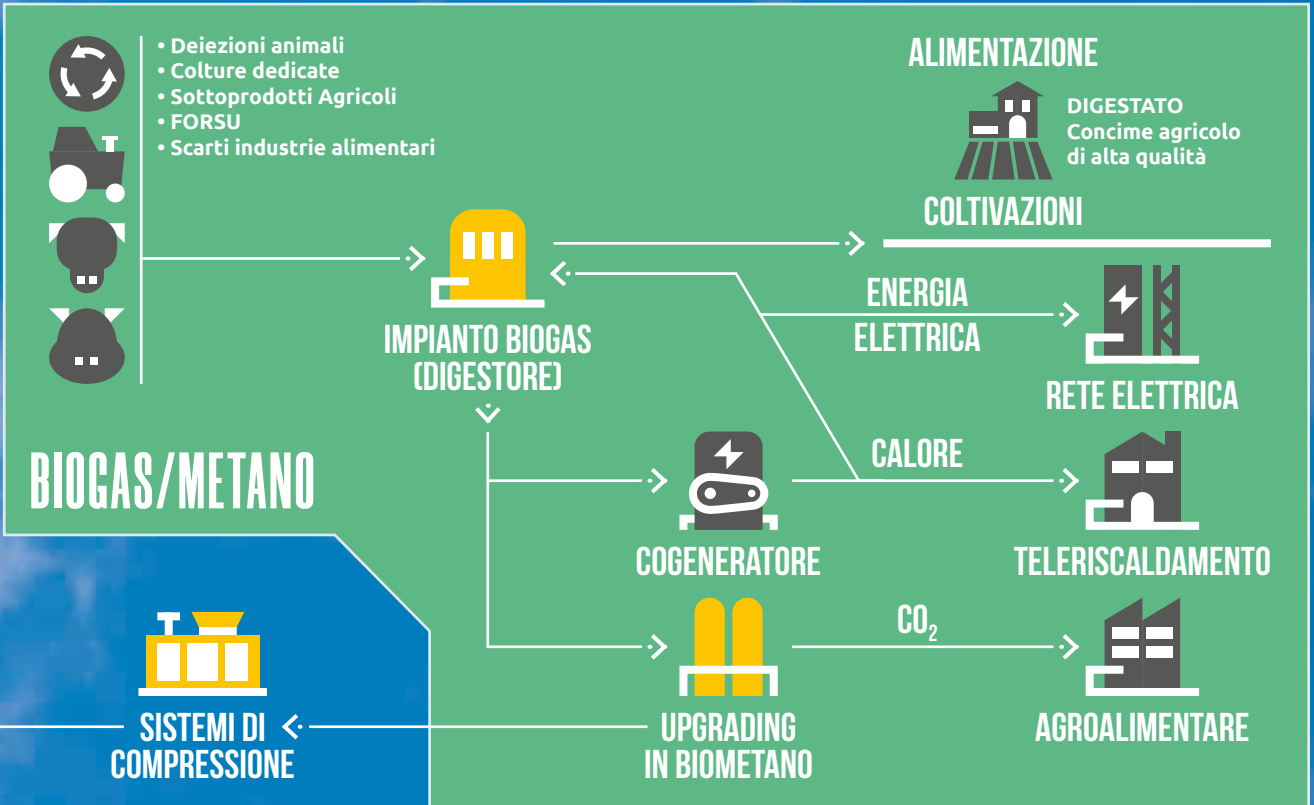 • Deiezioni animali
• Colture dedicate
• Sottoprodotti Agricoli
• FORSU
• Scarti industrie alimentari
ALIMENTAZIONE
DIGESTATO
Concime agricolo
di alta qualità
COLTIVAZIONI
IMPIANTO BIOGAS
(DIGESTORE)
ENERGIA
ELETTRICA
RETE ELETTRICA
BIOGAS/METANO
CALORE
COGENERATORE
TELERISCALDAMENTO
CO₂
SISTEMI DI
COMPRESSIONE
UPGRADING
IN BIOMETANO
AGROALIMENTARE